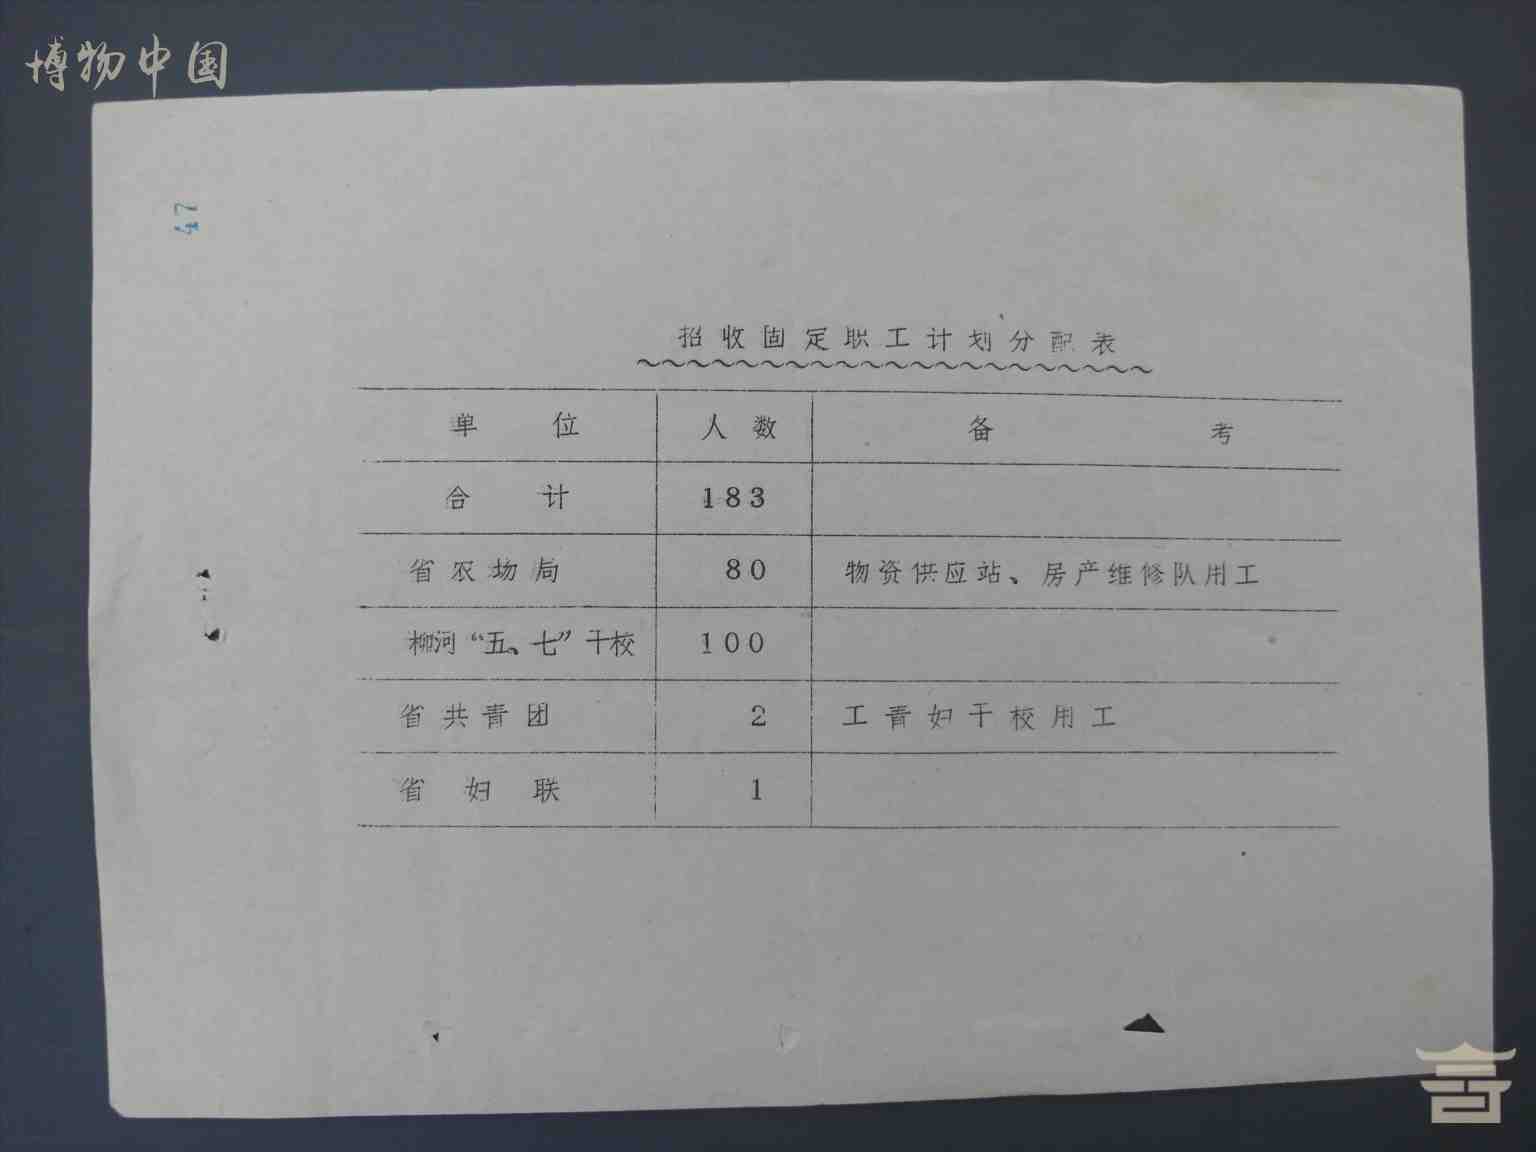 博物中国
47
招收固定职工计划分配表
单位 人数 备考
合计 183
省农场局 80 物资供应站、房产维修队用工
柳河“五、七”干校 100
省共青团 2 工青妇干校用工
省妇联 1